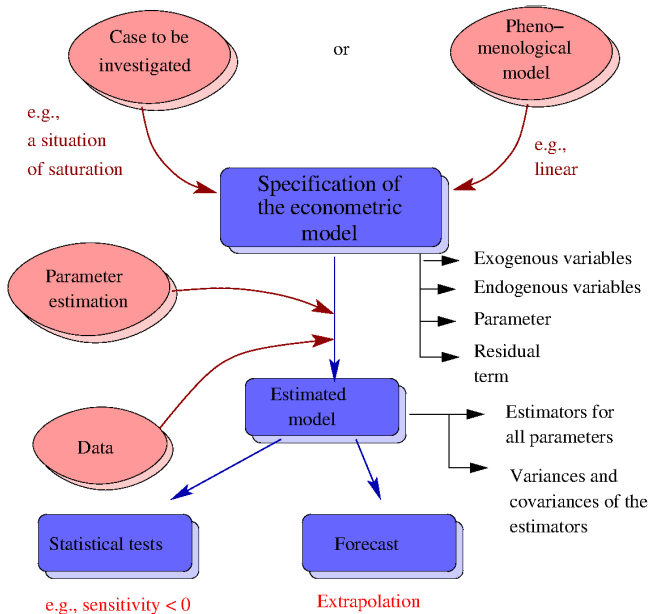 Case to be
investigated
or
Pheno-
menological
model
e.g.,
a situation
of saturation
e.g.,
linear
Specification of
the econometric
model
Exogenous variables
Endogenous variables
Parameter
Residual
term
Parameter
estimation
Estimated
model
Estimators for
all parameters
Variances and
covariances of the
estimators
Data
Statistical tests
Forecast
e.g., sensitivity < 0
Extrapolation